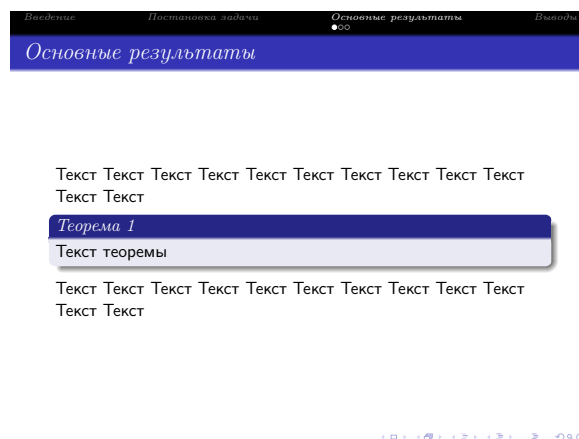 Введение Постановка задачи Основные результаты Выводы
Основные результаты
Текст Текст Текст Текст Текст Текст Текст Текст Текст Текст
Текст Текст
Теорема 1
Текст теоремы
Текст Текст Текст Текст Текст Текст Текст Текст Текст Текст
Текст Текст